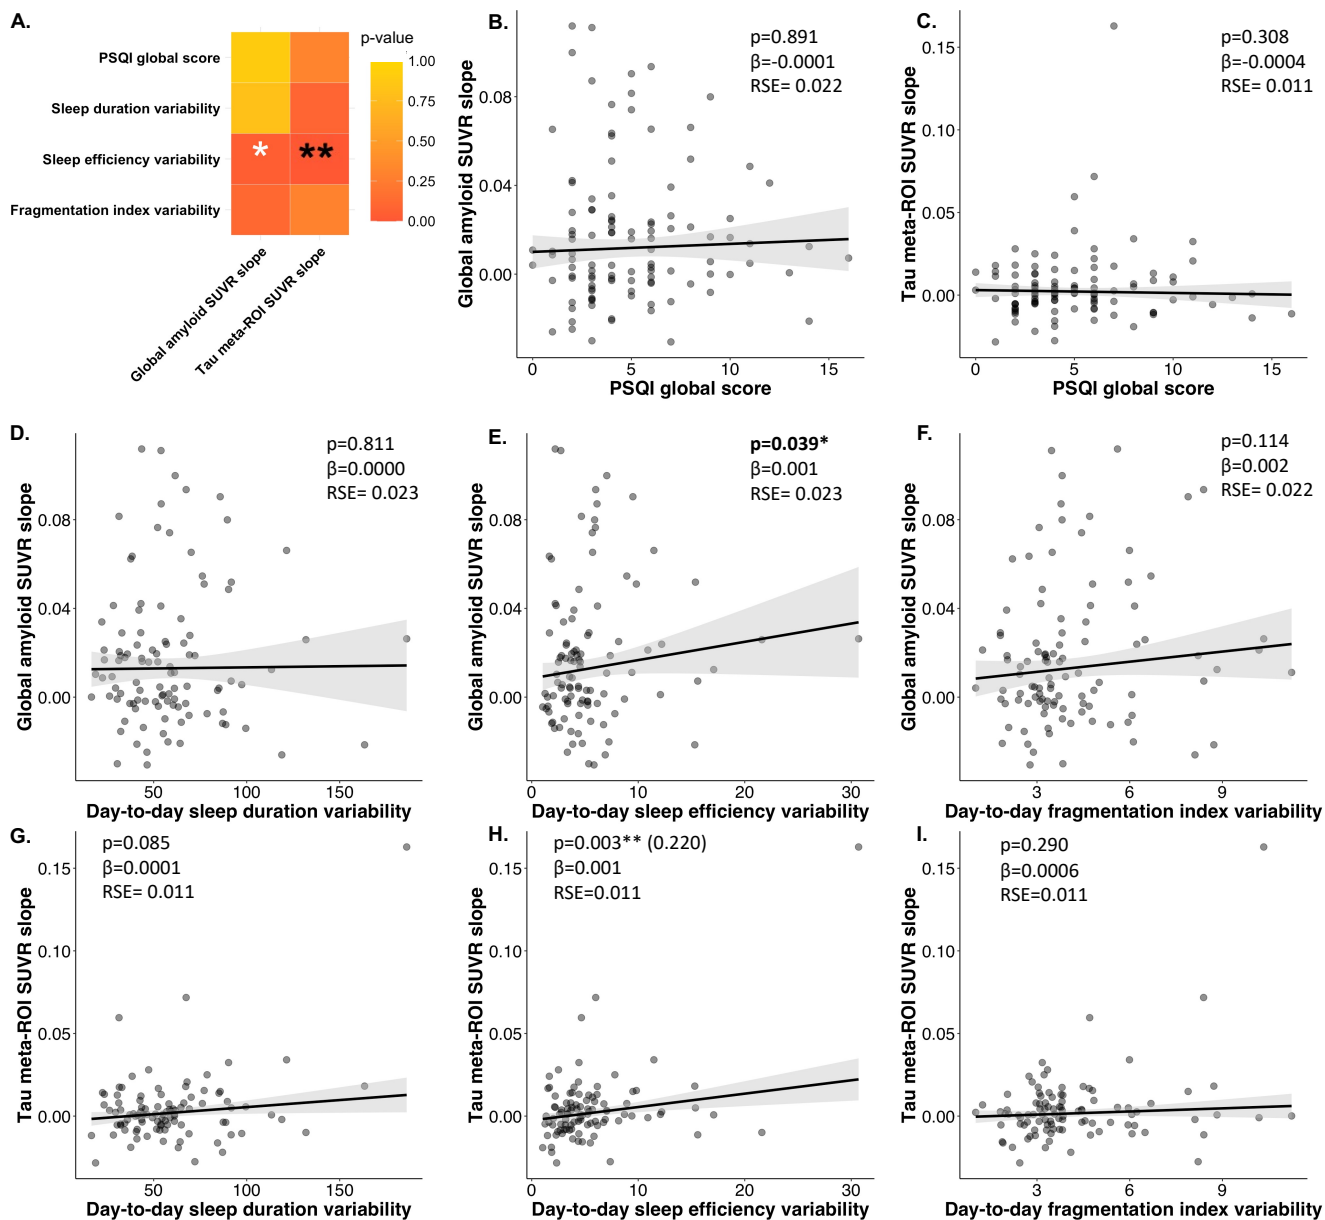 A.
p-value
PSQI global score
Sleep duration variability
Sleep efficiency variability
Fragmentation index variability
* **
1.00
0.75
0.50
0.25
0.00
Global amyloid SUVR slope
Tau meta-ROI SUVR slope
B.
p=0.891
β=-0.0001
RSE= 0.022
Global amyloid SUVR slope
0.08
0.04
0.00
0 5 10 15
PSQI global score
C.
p=0.308
β=-0.0004
RSE= 0.011
Tau meta-ROI SUVR slope
0.15
0.10
0.05
0.00
0 5 10 15
PSQI global score
D.
p=0.811
β=0.0000
RSE= 0.023
Global amyloid SUVR slope
0.08
0.04
0.00
50 100 150
Day-to-day sleep duration variability
E.
p=0.039*
β=0.001
RSE= 0.023
Global amyloid SUVR slope
0.08
0.04
0.00
0 10 20 30
Day-to-day sleep efficiency variability
F.
p=0.114
β=0.002
RSE= 0.022
Global amyloid SUVR slope
0.08
0.04
0.00
3 6 9
Day-to-day fragmentation index variability
G.
p=0.085
β=0.0001
RSE= 0.011
Tau meta-ROI SUVR slope
0.15
0.10
0.05
0.00
50 100 150
Day-to-day sleep duration variability
H.
p=0.003** (0.220)
β=0.001
RSE=0.011
Tau meta-ROI SUVR slope
0.15
0.10
0.05
0.00
0 10 20 30
Day-to-day sleep efficiency variability
I.
p=0.290
β=0.0006
RSE=0.011
Tau meta-ROI SUVR slope
0.15
0.10
0.05
0.00
3 6 9
Day-to-day fragmentation index variability